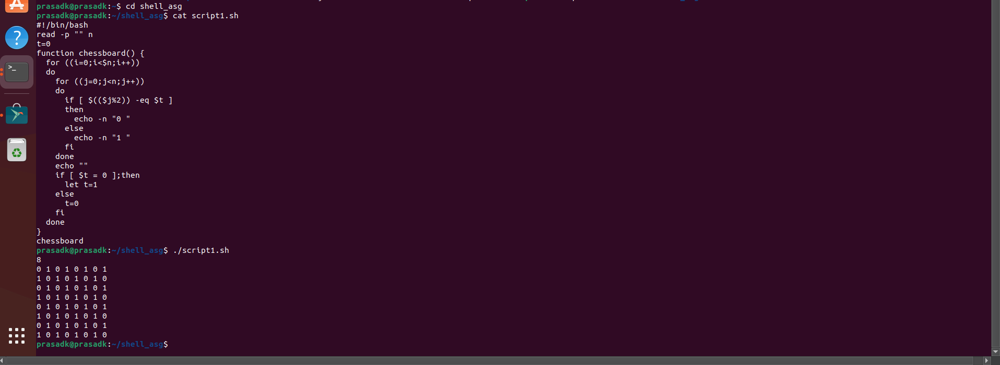 prasadk@prasadk:~$ cd shell_asg
prasadk@prasadk:~/shell_asg$ cat script1.sh
#!/bin/bash
read -p "" n
t=0
function chessboard() {
  for ((i=0;i<$n;i++))
  do
    for ((j=0;j<n;j++))
    do
      if [ $(($j%2)) -eq $t ]
      then
        echo -n "0 "
      else
        echo -n "1 "
      fi
    done
    echo ""
    if [ $t = 0 ];then
      let t=1
    else
      t=0
    fi
  done
}
chessboard
prasadk@prasadk:~/shell_asg$ ./script1.sh
8
0 1 0 1 0 1 0 1
1 0 1 0 1 0 1 0
0 1 0 1 0 1 0 1
1 0 1 0 1 0 1 0
0 1 0 1 0 1 0 1
1 0 1 0 1 0 1 0
0 1 0 1 0 1 0 1
1 0 1 0 1 0 1 0
prasadk@prasadk:~/shell_asg$